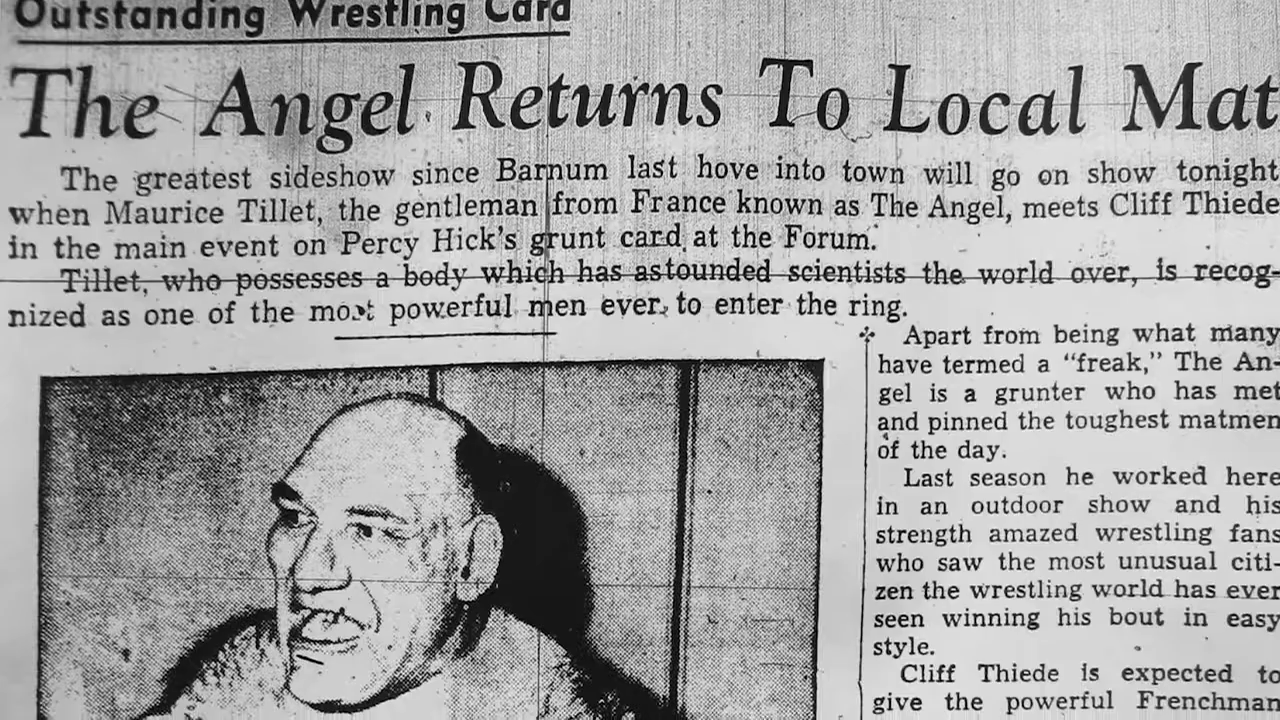 Outstanding Wrestling Card
The Angel Returns To Local Mat
The greatest sideshow since Barnum last hove into town will go on show tonight
when Maurice Tillet, the gentleman from France known as The Angel, meets Cliff Thiede
in the main event on Percy Hick's grunt card at the Forum.
Tillet, who possesses a body which has astounded scientists the world over, is recog-
nized as one of the most powerful men ever to enter the ring.
Apart from being what many
have termed a "freak," The An-
gel is a grunter who has met
and pinned the toughest matmen
of the day.
Last season he worked here
in an outdoor show and his
strength amazed wrestling fans
who saw the most unusual citi-
zen the wrestling world has ever
seen winning his bout in easy
style.
Cliff Thiede is expected to
give the powerful Frenchman